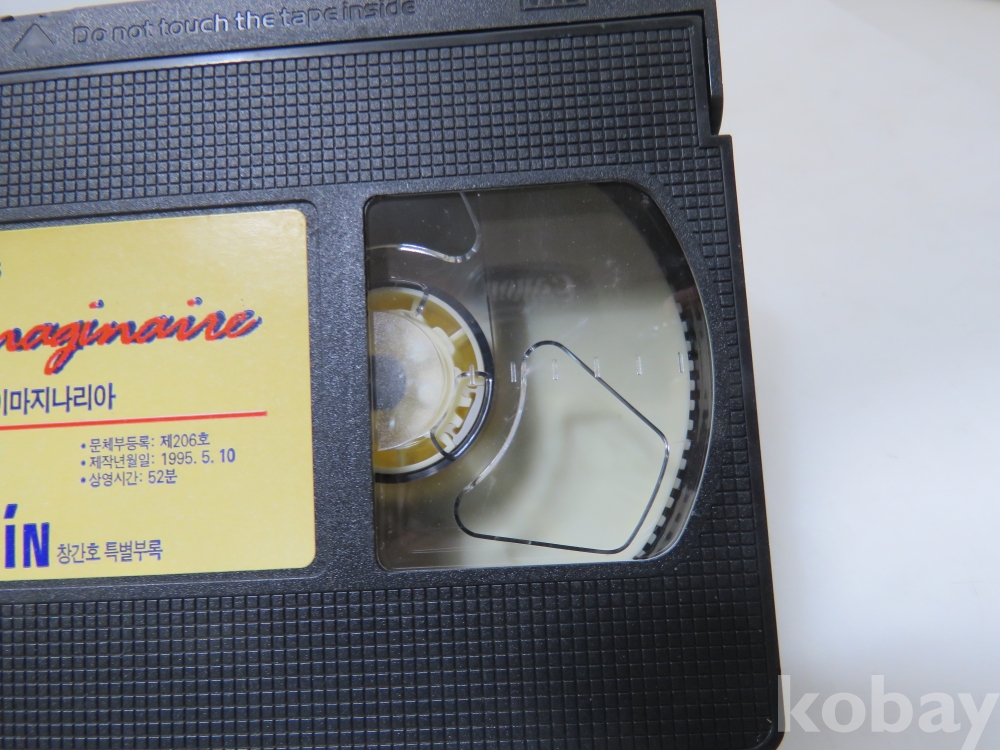 Do not touch the tape inside
VHS
maginaire
이마지나리아
• 문체부등록: 제206호
• 제작년월일: 1995. 5. 10
• 상영시간: 52분
ÍN 창간호 특별부록
kobay